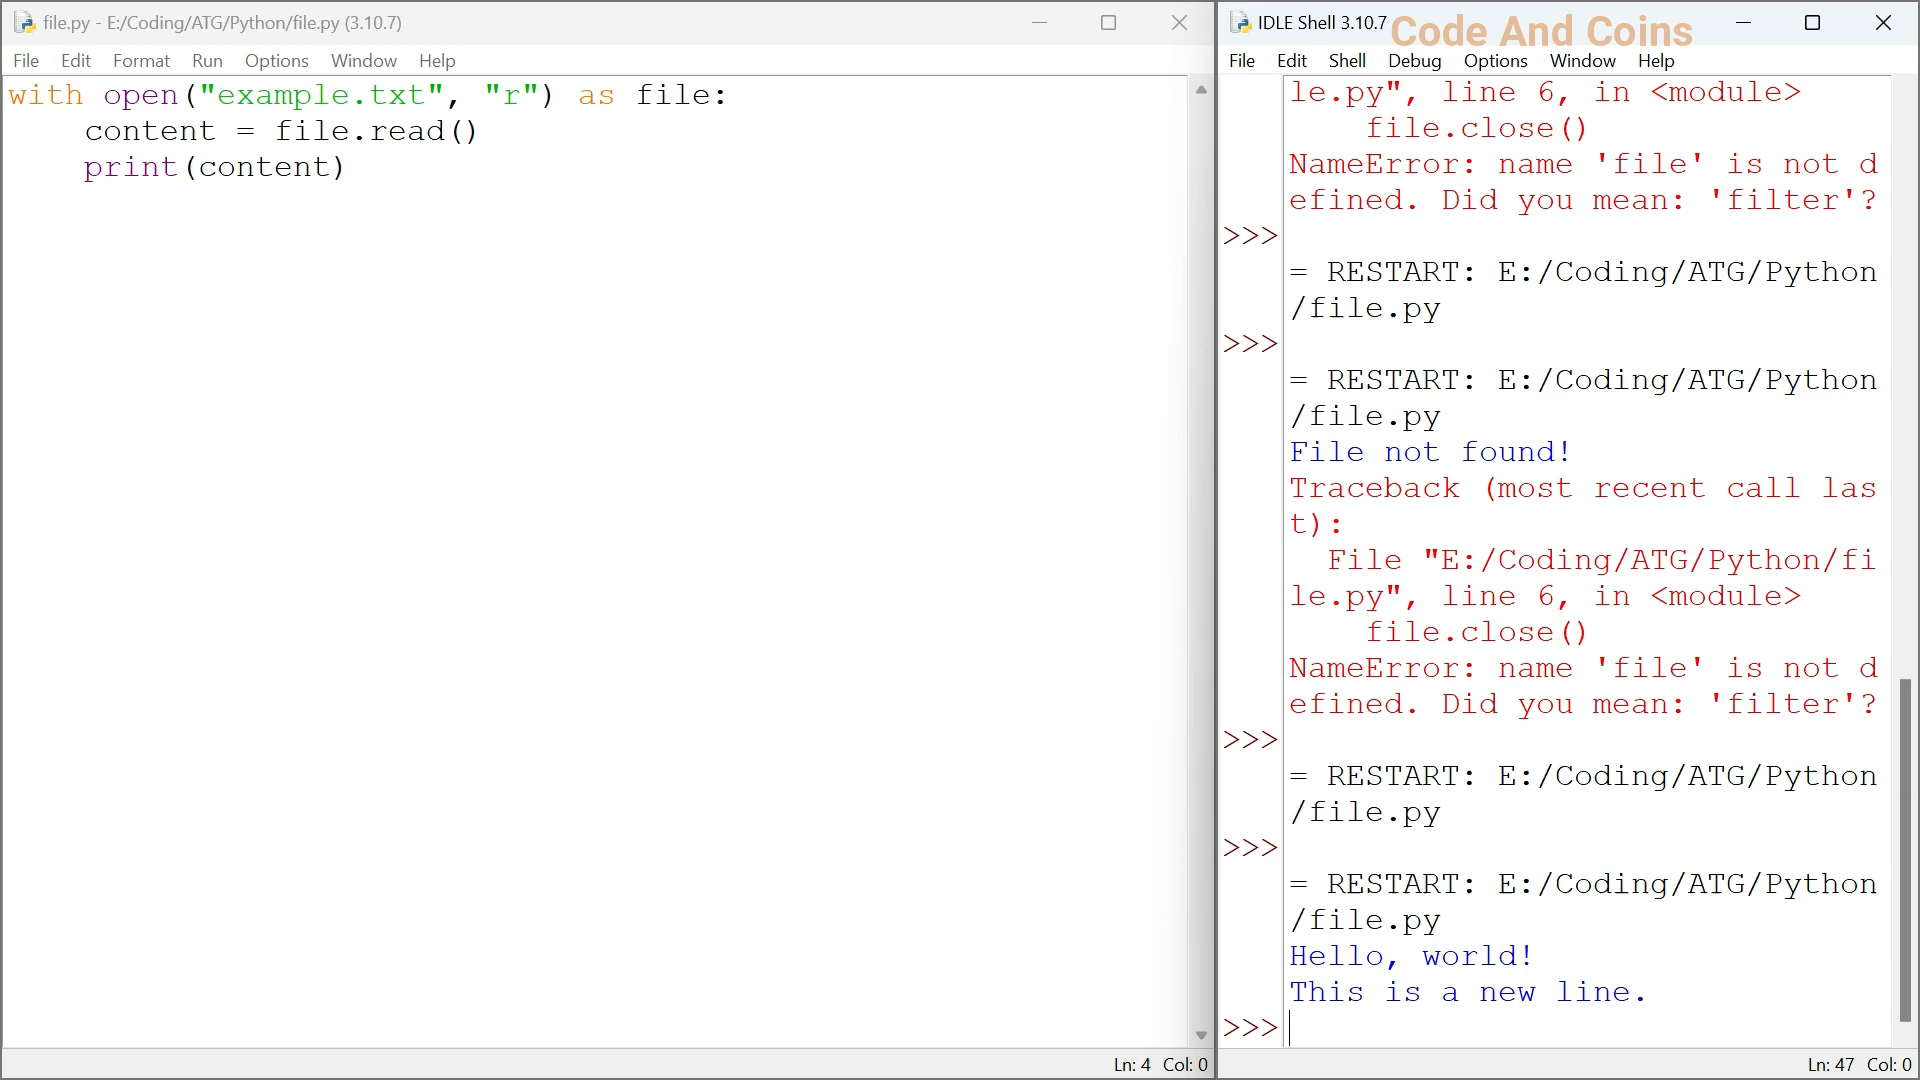 file.py - E:/Coding/ATG/Python/file.py (3.10.7)
File Edit Format Run Options Window Help
with open("example.txt", "r") as file:
    content = file.read()
    print(content)
Ln: 4 Col: 0
IDLE Shell 3.10.7
Code And Coins
File Edit Shell Debug Options Window Help
le.py", line 6, in <module>
    file.close()
NameError: name 'file' is not d
efined. Did you mean: 'filter'?
>>>
= RESTART: E:/Coding/ATG/Python
/file.py
>>>
= RESTART: E:/Coding/ATG/Python
/file.py
File not found!
Traceback (most recent call las
t):
  File "E:/Coding/ATG/Python/fi
le.py", line 6, in <module>
    file.close()
NameError: name 'file' is not d
efined. Did you mean: 'filter'?
>>>
= RESTART: E:/Coding/ATG/Python
/file.py
>>>
= RESTART: E:/Coding/ATG/Python
/file.py
Hello, world!
This is a new line.
>>>
Ln: 47 Col: 0